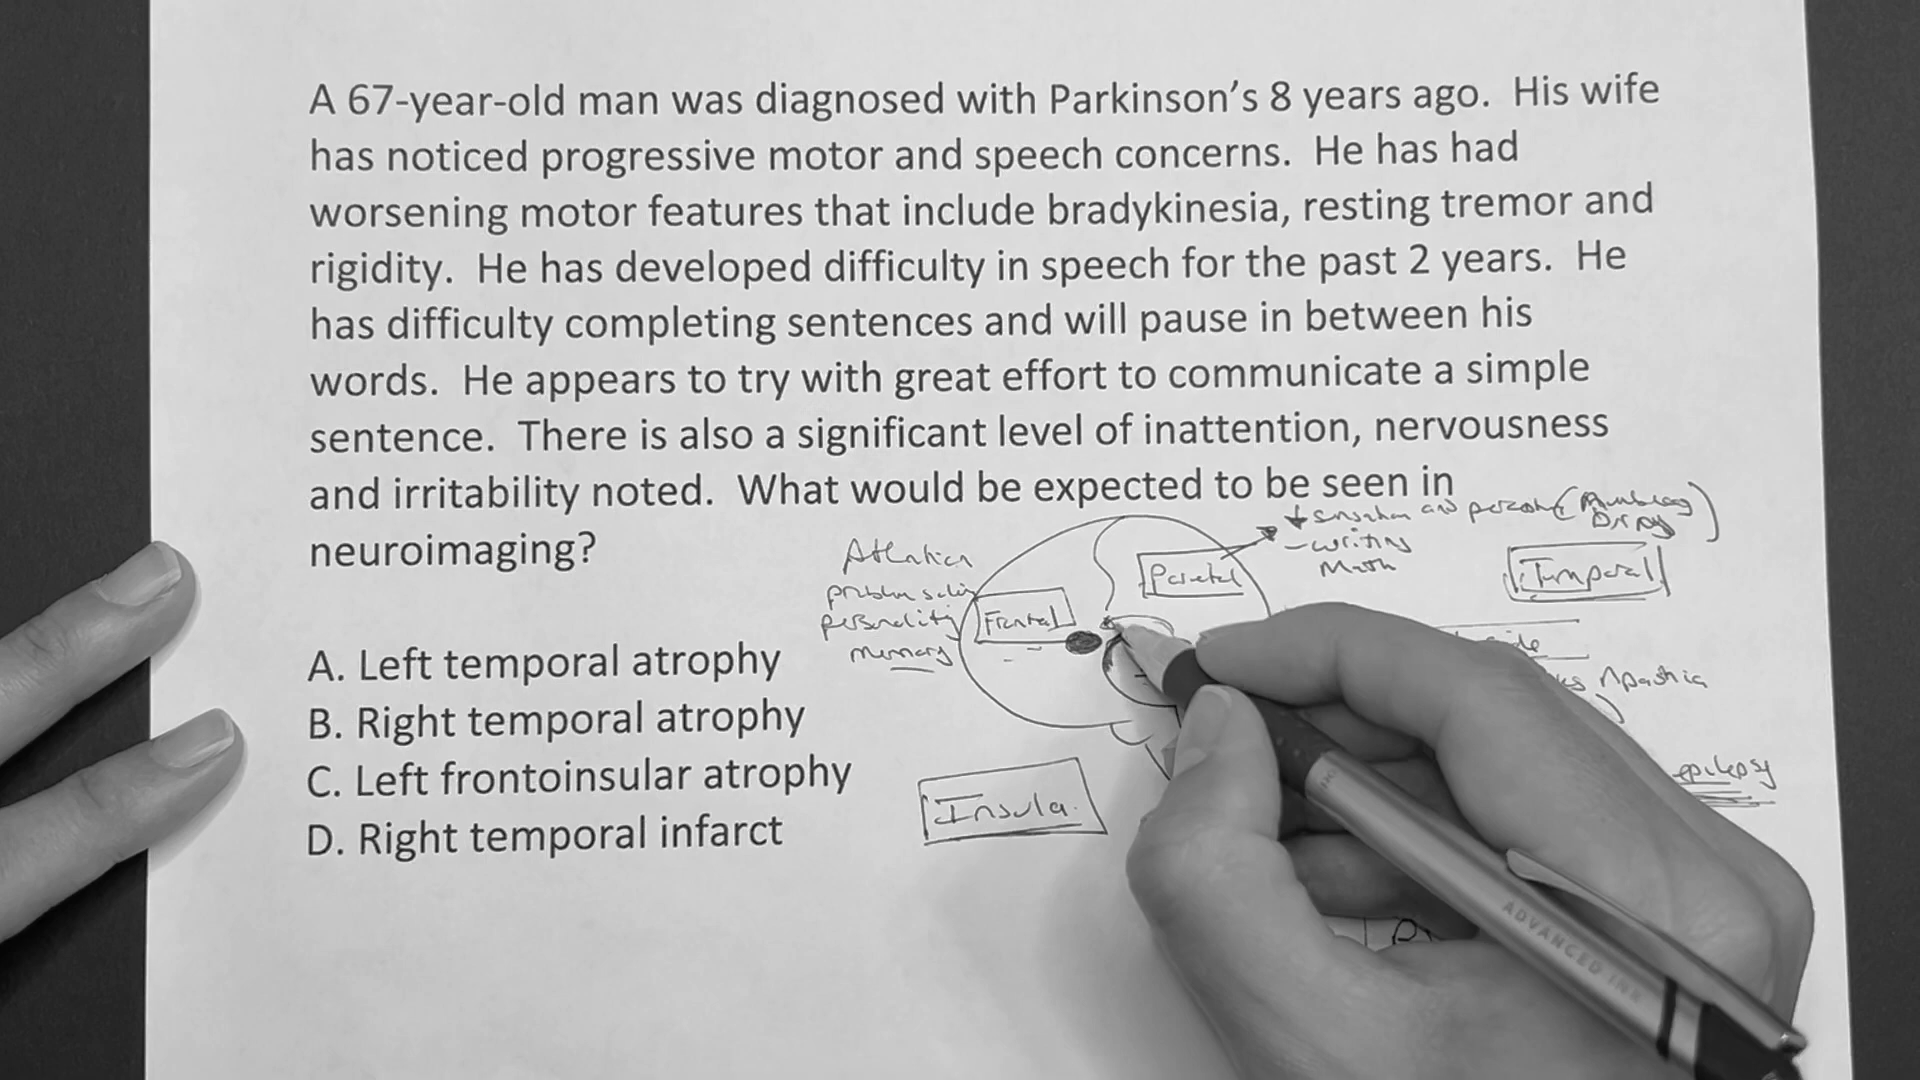 A 67-year-old man was diagnosed with Parkinson’s 8 years ago. His wife
has noticed progressive motor and speech concerns. He has had
worsening motor features that include bradykinesia, resting tremor and
rigidity. He has developed difficulty in speech for the past 2 years. He
has difficulty completing sentences and will pause in between his
words. He appears to try with great effort to communicate a simple
sentence. There is also a significant level of inattention, nervousness
and irritability noted. What would be expected to be seen in
neuroimaging?
A. Left temporal atrophy
B. Right temporal atrophy
C. Left frontoinsular atrophy
D. Right temporal infarct
Attention
personality
memory
Frontal
Parietal
sensation and
- writing
Math
Temporal
epilepsy
Insula
ADVANCED INK